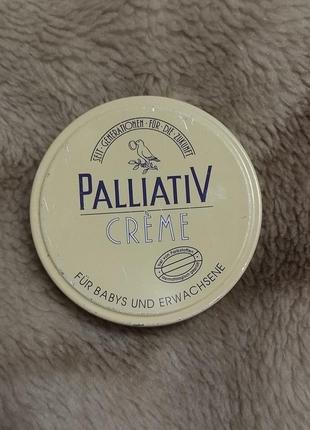 SEIT GENERATIONEN · FÜR DIE ZUKUNFT
PALLIATIV
CRÈME
FÜR BABYS UND ERWACHSENE